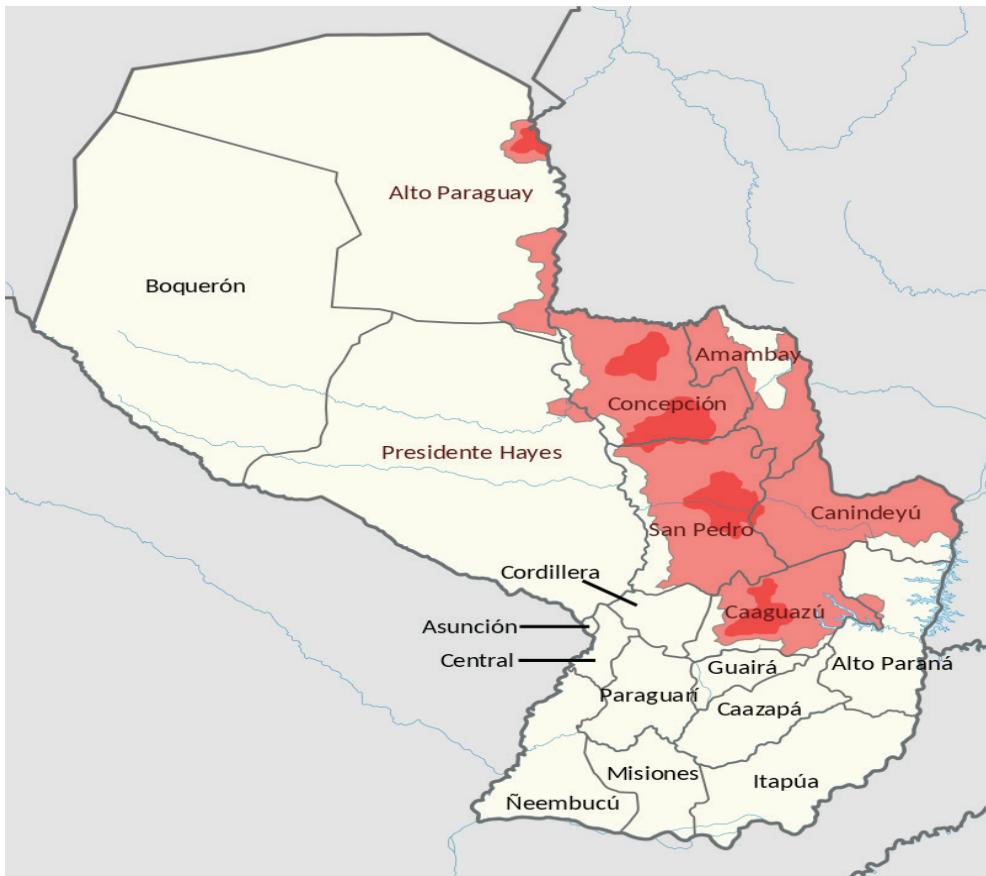 Alto Paraguay
Boquerón
Amambay
Concepción
Presidente Hayes
Canindeyú
San Pedro
Cordillera
Caaguazú
Asunción
Central
Guairá
Alto Paraná
Paraguarí
Caazapá
Misiones
Itapúa
Ñeembucú